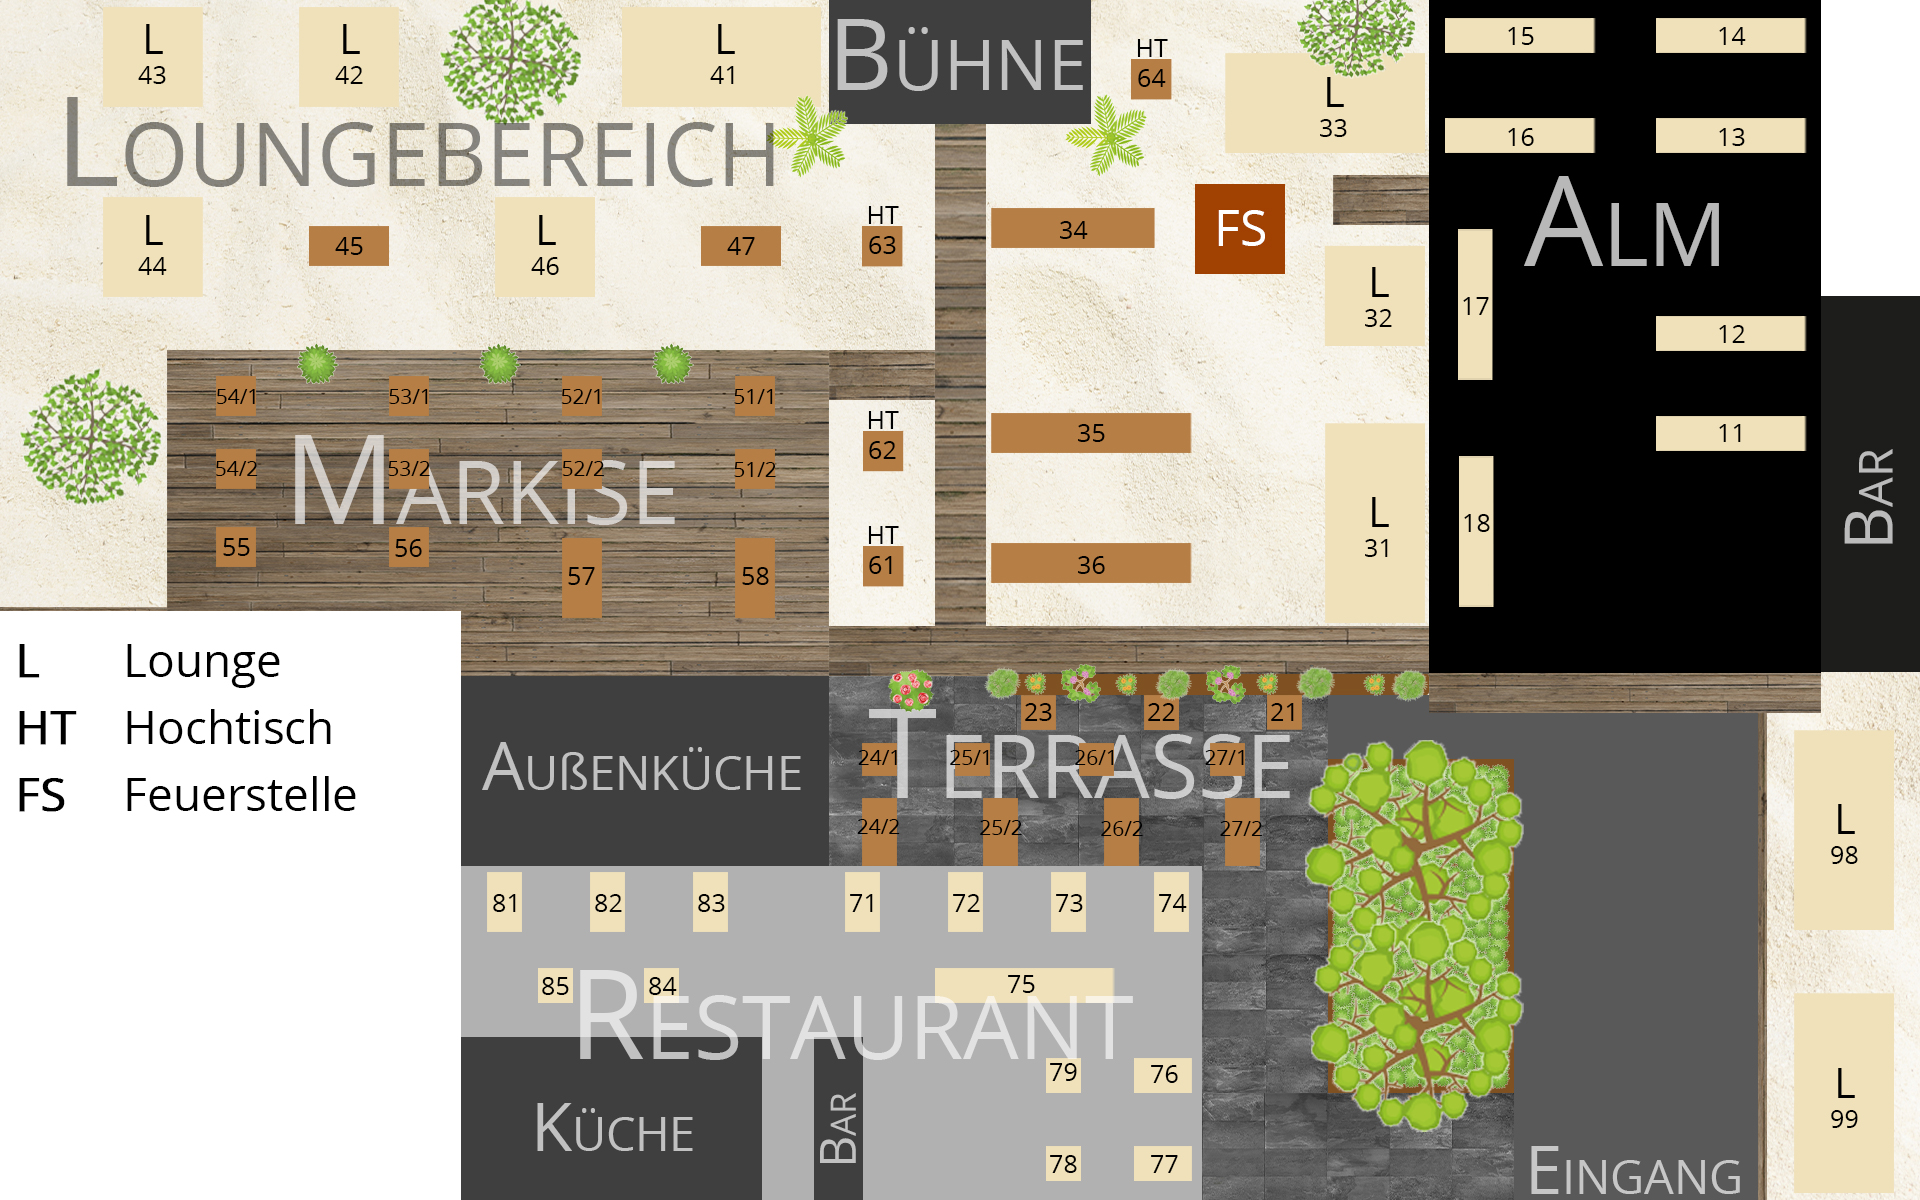 L
43
L
42
L
41
BÜHNE
HT
64
L
33
15
14
16
13
LOUNGEBEREICH
ALM
L
44
45
L
46
47
HT
63
34
FS
L
32
17
12
11
BAR
18
54/1
53/1
52/1
51/1
54/2
53/2
52/2
51/2
MARKISE
55
56
57
58
HT
62
HT
61
35
36
L
31
L Lounge
HT Hochtisch
FS Feuerstelle
AUßENKÜCHE
TERRASSE
23
22
21
24/1
25/1
26/1
27/1
24/2
25/2
26/2
27/2
L
98
81
82
83
71
72
73
74
85
84
75
RESTAURANT
79
76
78
77
KÜCHE
BAR
EINGANG
L
99